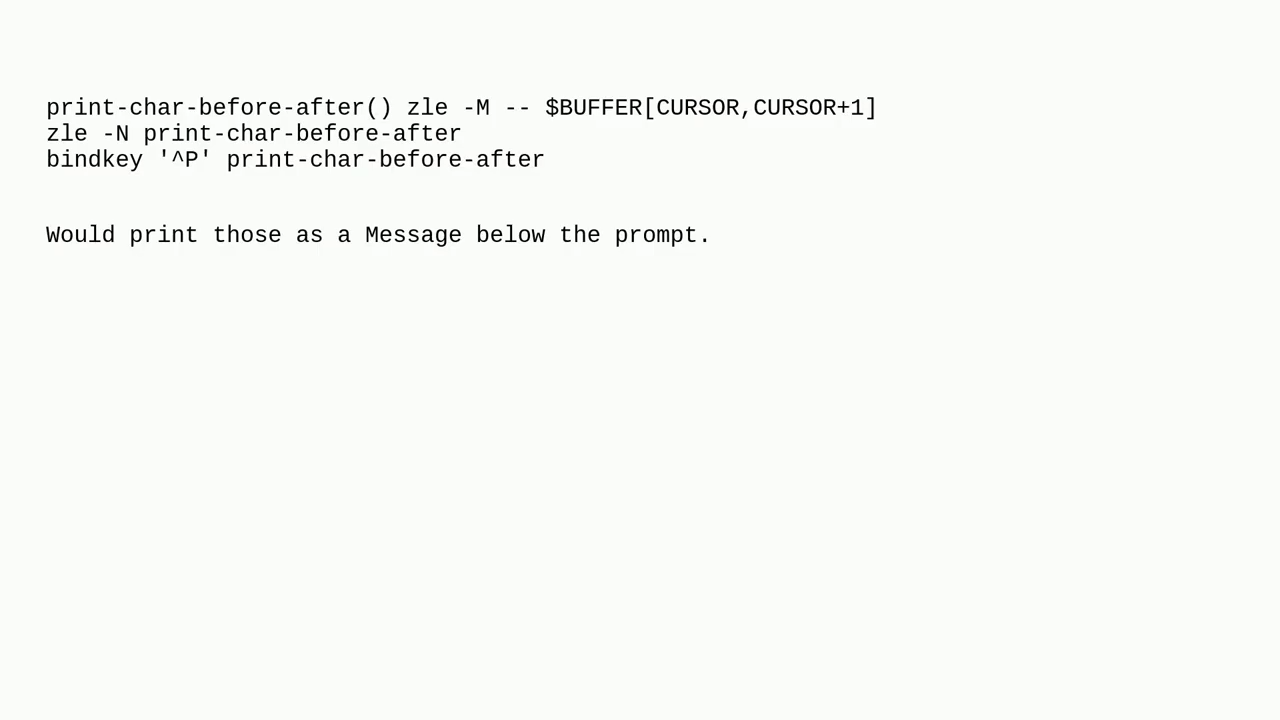 print-char-before-after() zle -M -- $BUFFER[CURSOR,CURSOR+1]
zle -N print-char-before-after
bindkey '^P' print-char-before-after
Would print those as a Message below the prompt.